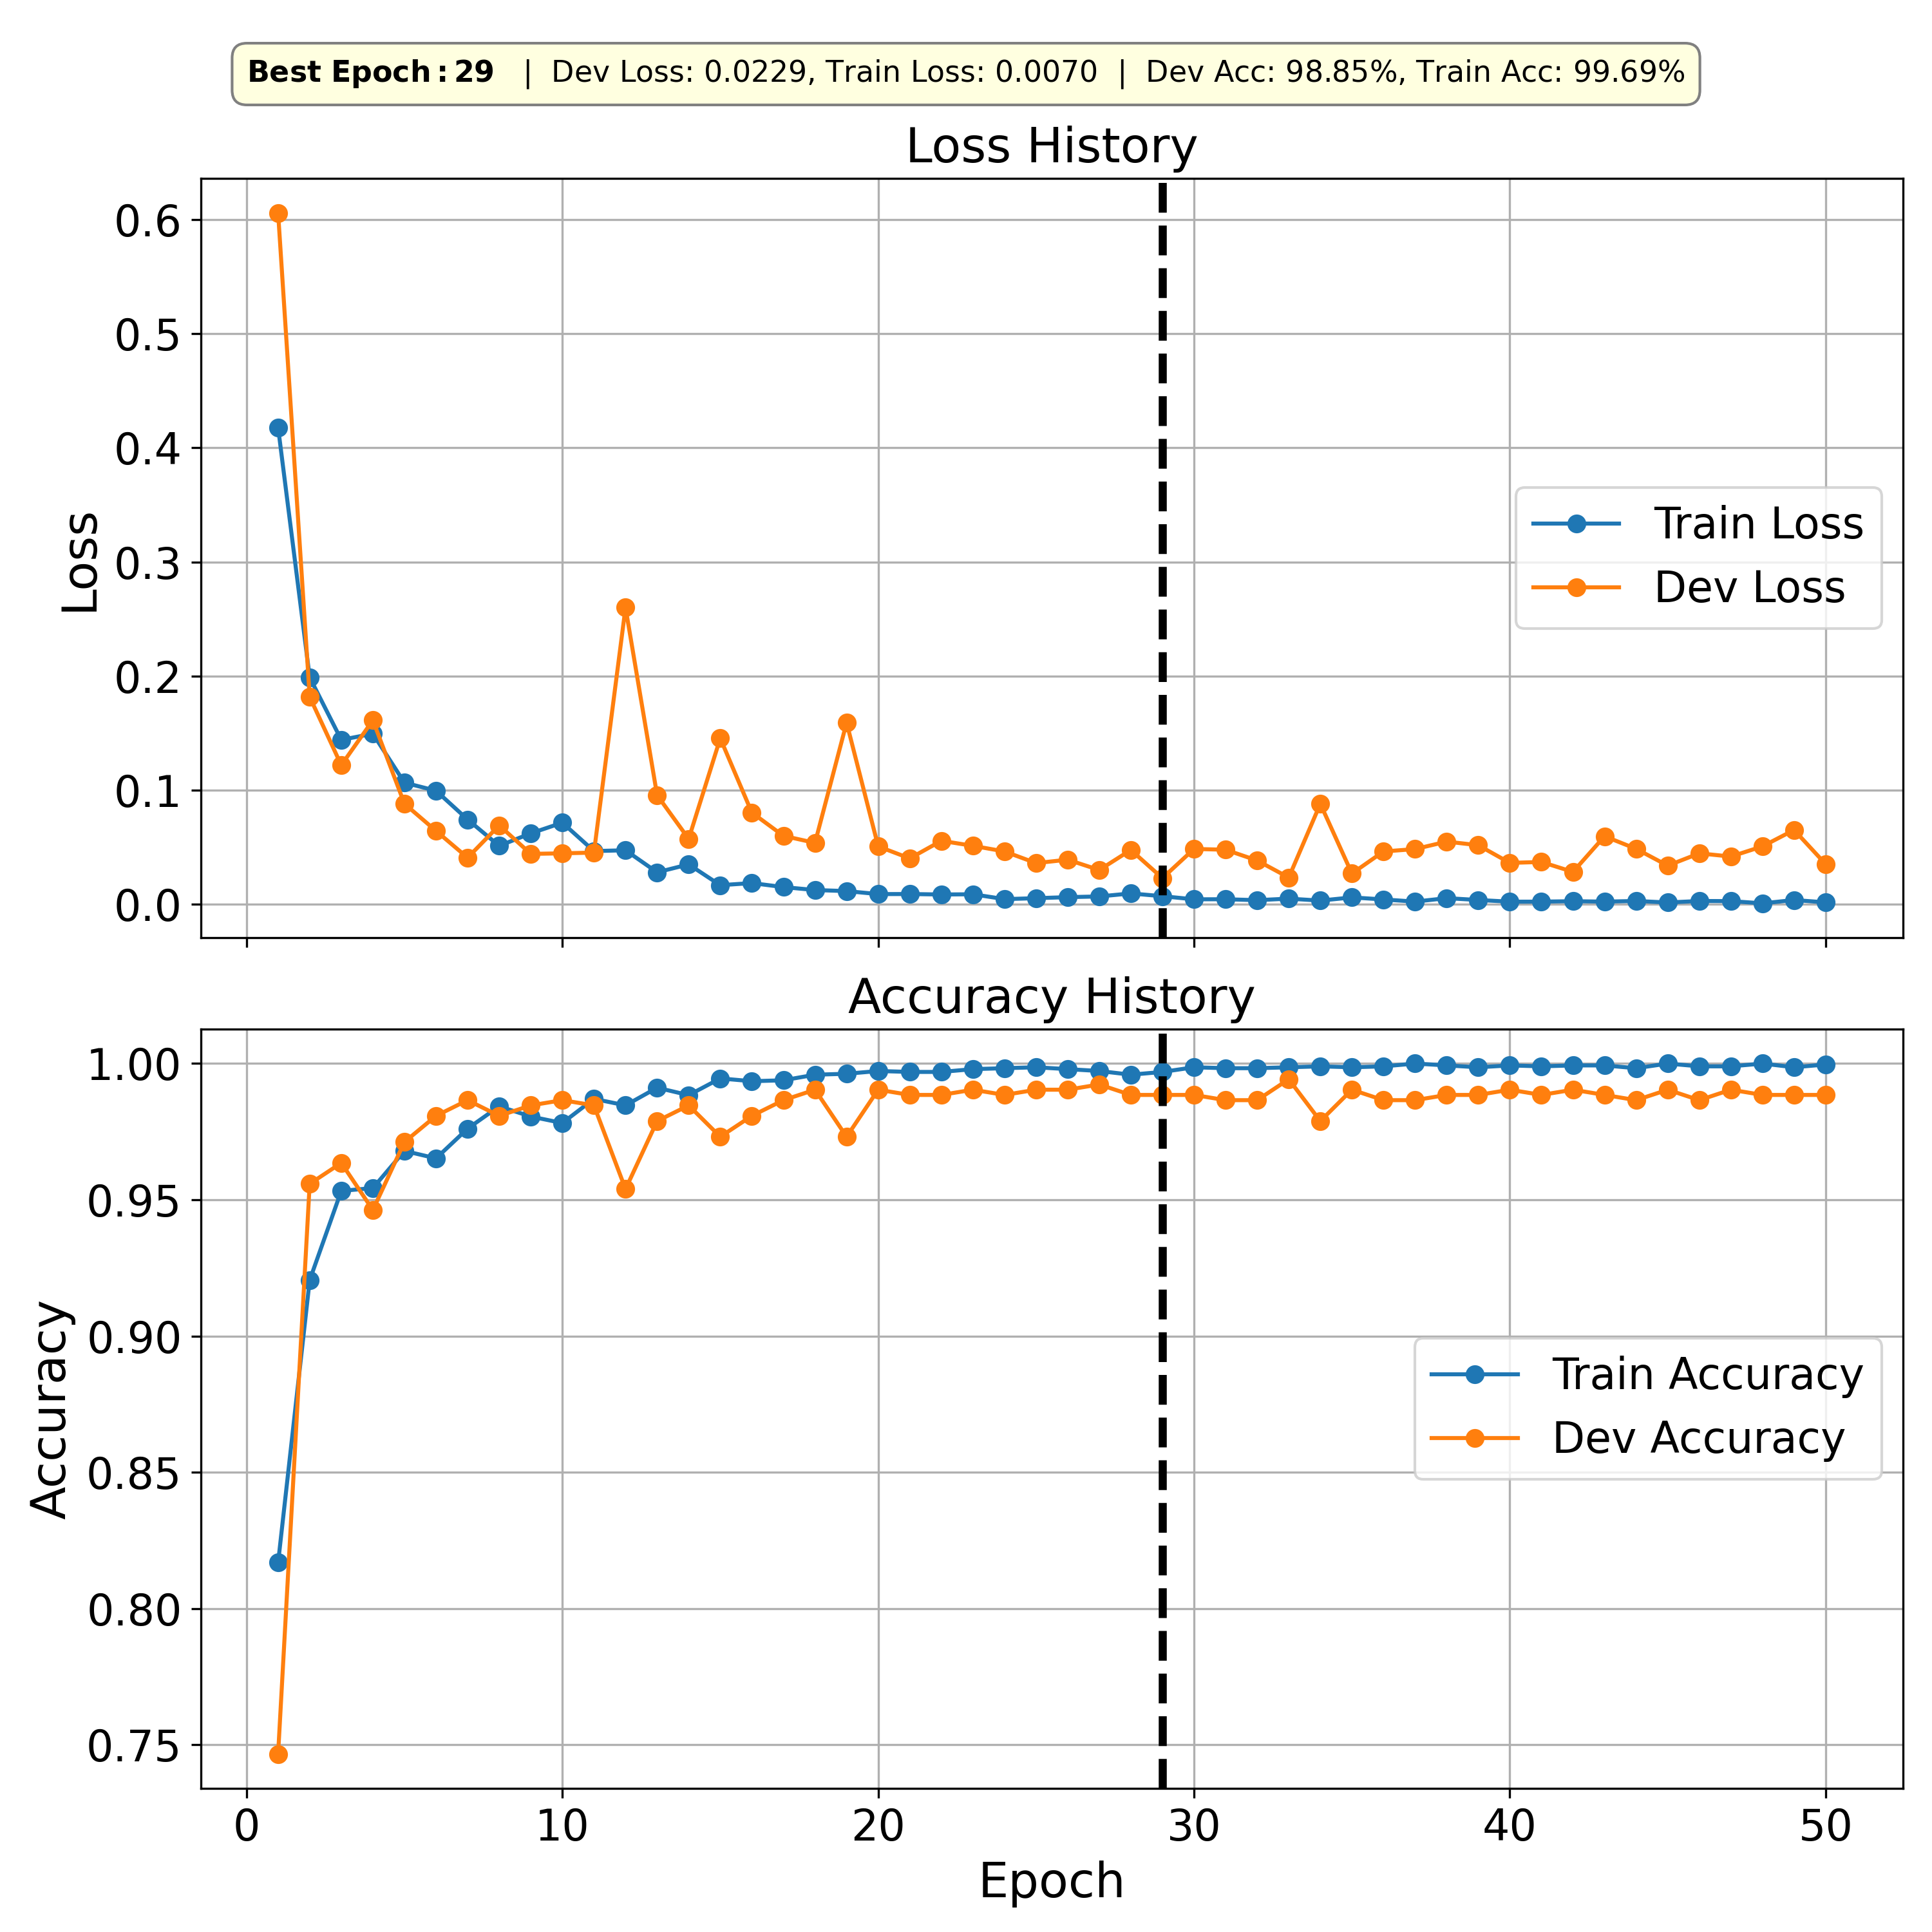 Best Epoch: 29 | Dev Loss: 0.0229, Train Loss: 0.0070 | Dev Acc: 98.85%, Train Acc: 99.69%
Loss History
0.6
0.5
0.4
0.3
0.2
0.1
0.0
Loss
Train Loss
Dev Loss
Accuracy History
1.00
0.95
0.90
0.85
0.80
0.75
Accuracy
Train Accuracy
Dev Accuracy
0 10 20 30 40 50
Epoch